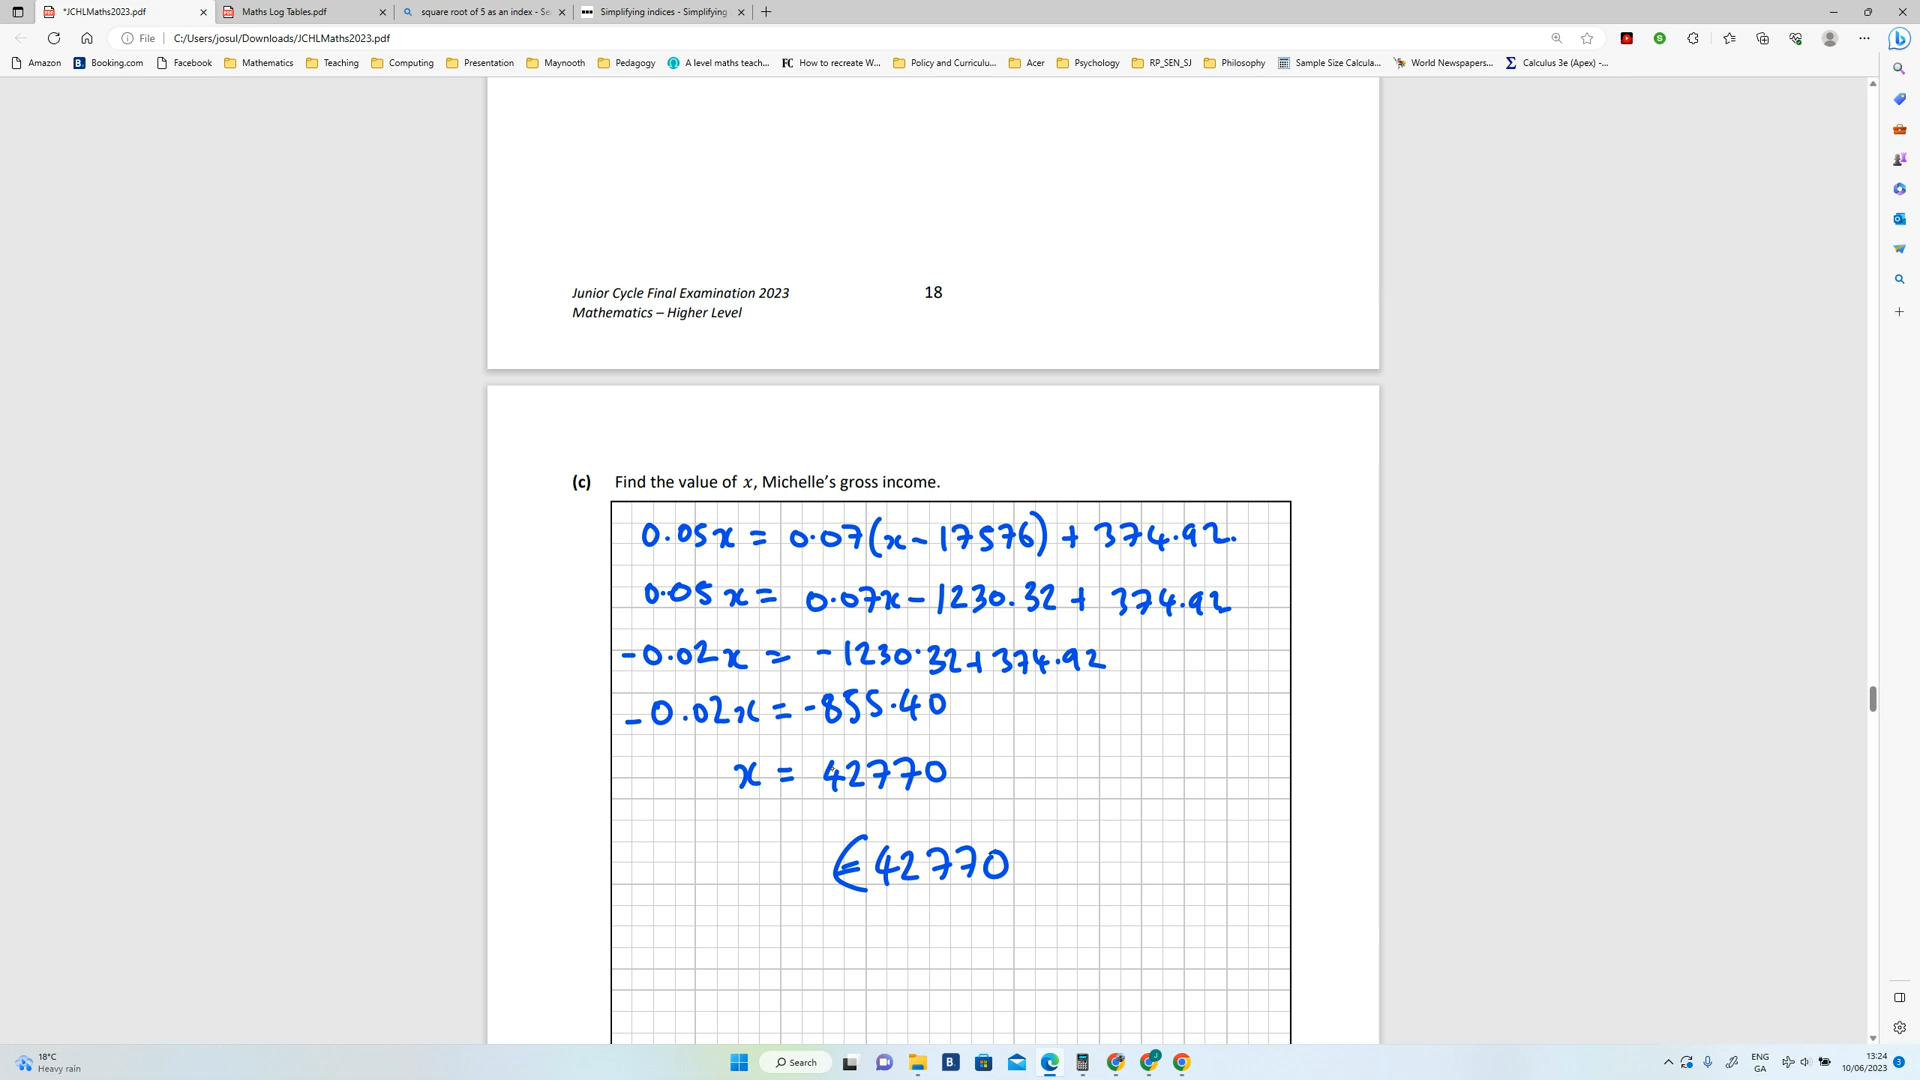 *JCHLMaths2023.pdf
Maths Log Tables.pdf
square root of 5 as an index - Se
Simplifying indices - Simplifying
File
C:/Users/josul/Downloads/JCHLMaths2023.pdf
Amazon
Booking.com
Facebook
Mathematics
Teaching
Computing
Presentation
Maynooth
Pedagogy
A level maths teach...
How to recreate W...
Policy and Curriculu...
Acer
Psychology
RP_SEN_SJ
Philosophy
Sample Size Calcula...
World Newspapers...
Calculus 3e (Apex) -...
Junior Cycle Final Examination 2023
18
Mathematics – Higher Level
(c) Find the value of x, Michelle's gross income.
0.05x = 0.07(x - 17576) + 374.92.
0.05x = 0.07x - 1230.32 + 374.92
-0.02x = -1230.32 + 374.92
-0.02x = -855.40
x = 42770
€42770
18°C
Heavy rain
Search
ENG
GA
13:24
10/06/2023
3